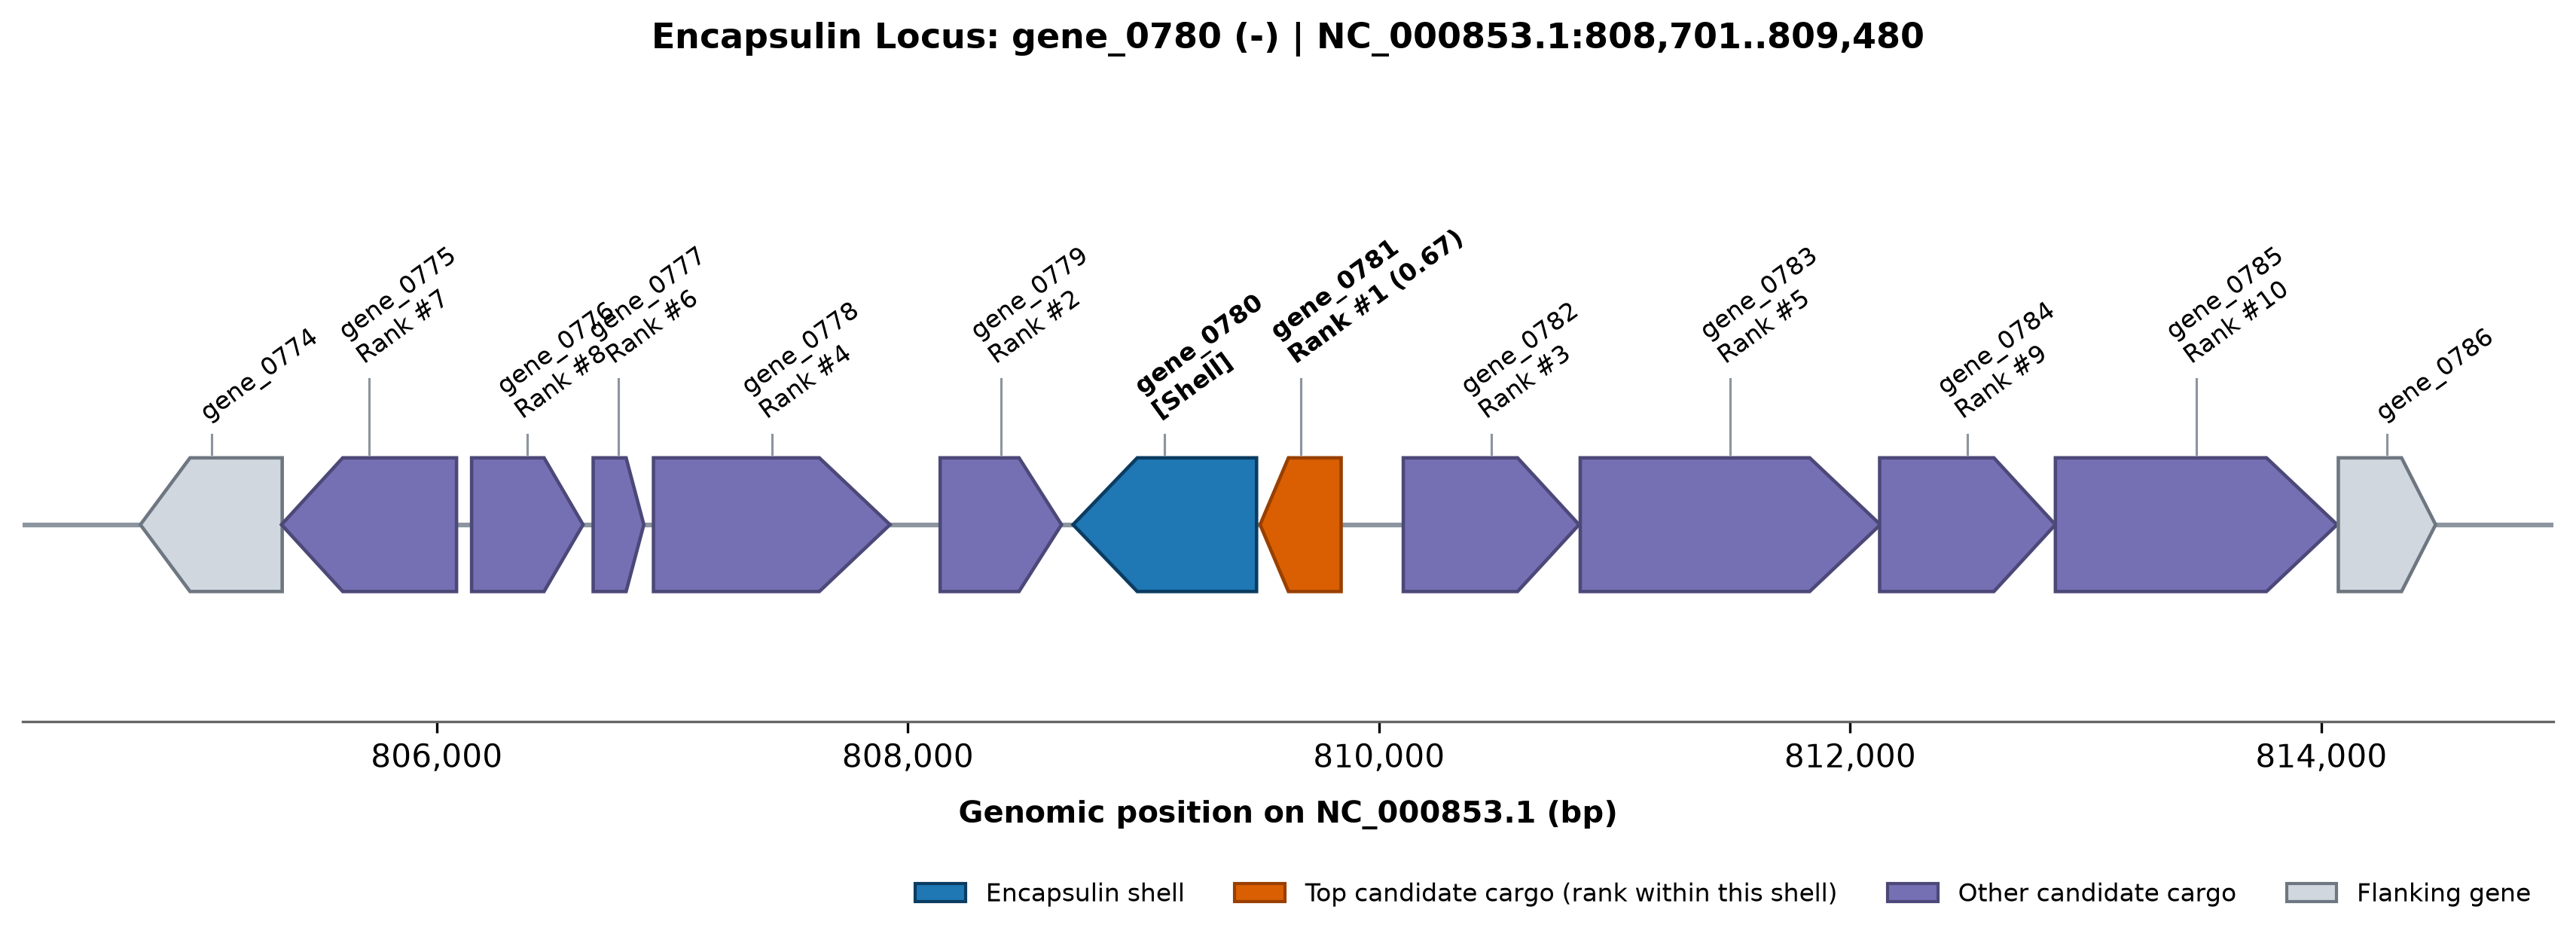 Encapsulin Locus: gene_0780 (-) | NC_000853.1:808,701..809,480
gene_0774
gene_0775
Rank #7
gene_0776
Rank #8
gene_0777
Rank #6
gene_0778
Rank #4
gene_0779
Rank #2
gene_0780
[Shell]
gene_0781
Rank #1 (0.67)
gene_0782
Rank #3
gene_0783
Rank #5
gene_0784
Rank #9
gene_0785
Rank #10
gene_0786
806,000
808,000
810,000
812,000
814,000
Genomic position on NC_000853.1 (bp)
Encapsulin shell
Top candidate cargo (rank within this shell)
Other candidate cargo
Flanking gene